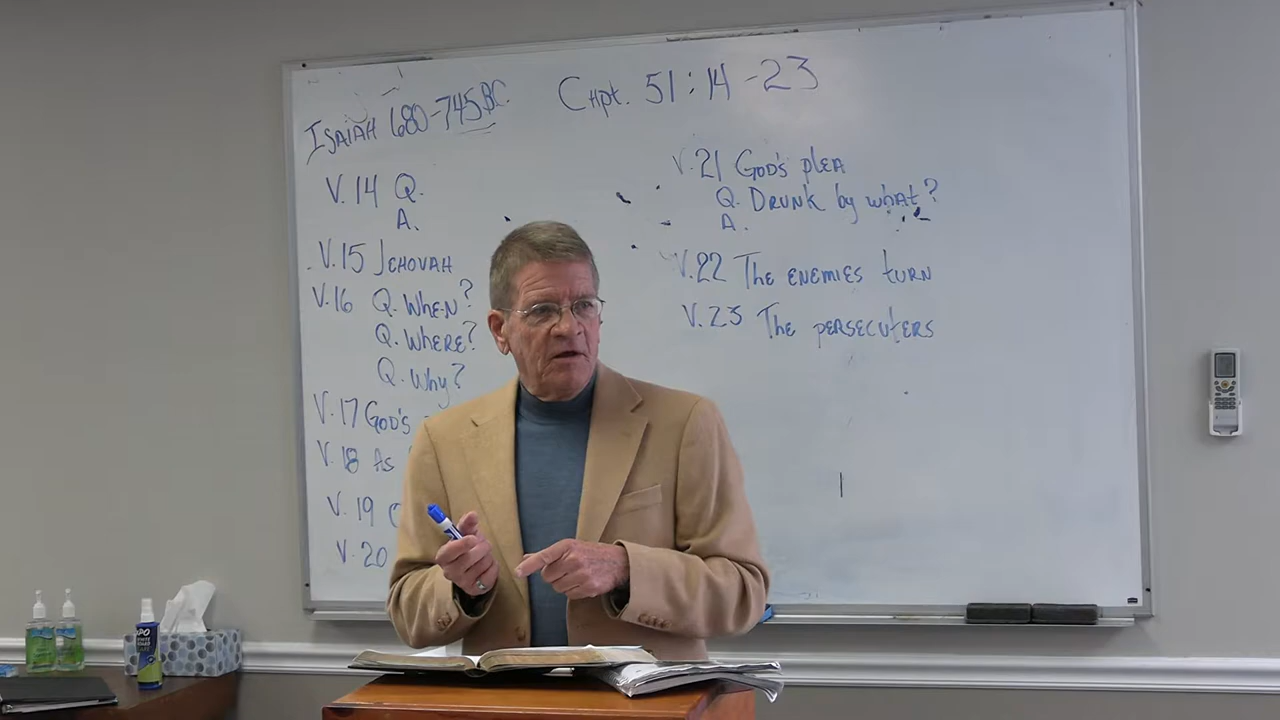 ISAIAH 680-745 BC.
CHpt. 51:14-23
V.14 Q.
A.
V.15 JEHOVAH
V.16 Q. WHEN?
Q. WHERE?
Q. Why?
V.17 GOD'S
V.18 AS
V.19
V.20
V.21 GOD'S plEA
Q. DRUNK by what?
A.
V.22 The ENEMIES TURN
V.23 The PERSECUTERS
EXPO